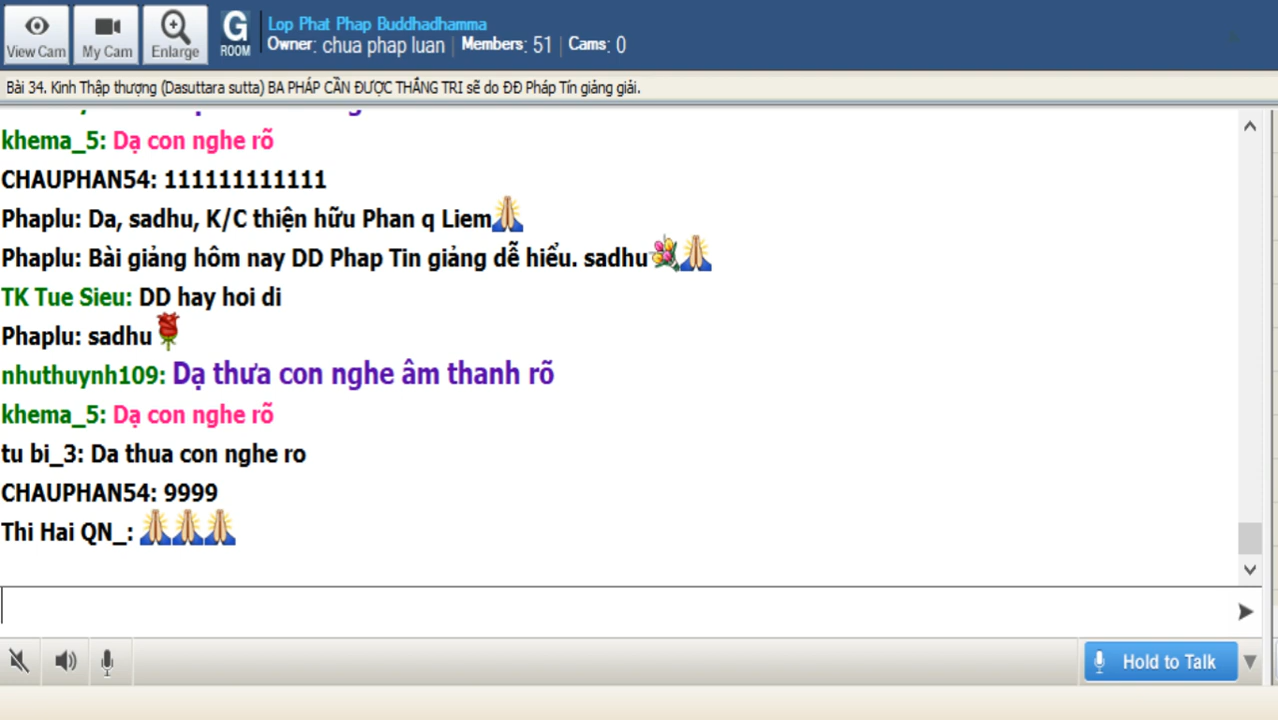 View Cam
My Cam
Enlarge
G
ROOM
Lop Phat Phap Buddhadhamma
Owner: chua phap luan | Members: 51 | Cams: 0
Bài 34. Kinh Thập thượng (Dasuttara sutta) BA PHÁP CẦN ĐƯỢC THẮNG TRI sẽ do ĐĐ Pháp Tín giảng giải.
khema_5: Dạ con nghe rõ
CHAUPHAN54: 111111111111
Phaplu: Da, sadhu, K/C thiện hữu Phan q Liem🙏
Phaplu: Bài giảng hôm nay DD Phap Tin giảng dễ hiểu. sadhu💐🙏
TK Tue Sieu: DD hay hoi di
Phaplu: sadhu🌹
nhuthuynh109: Dạ thưa con nghe âm thanh rõ
khema_5: Dạ con nghe rõ
tu bi_3: Da thua con nghe ro
CHAUPHAN54: 9999
Thi Hai QN_: 🙏🙏🙏
Hold to Talk